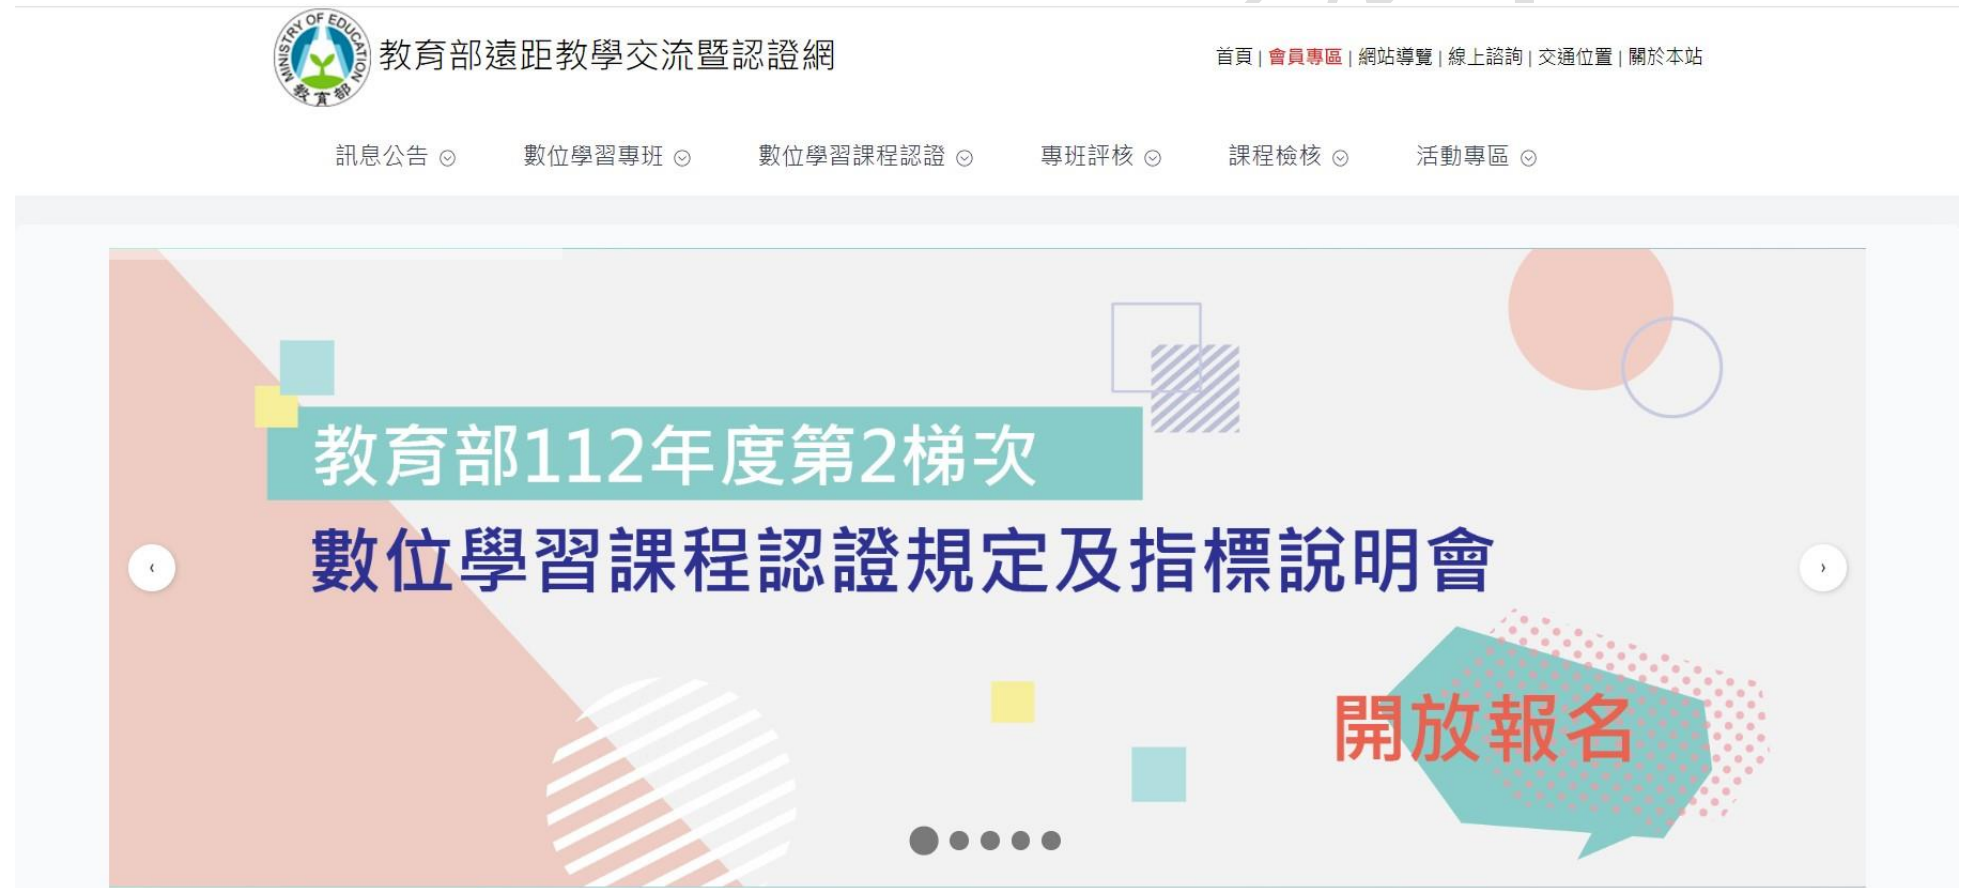 MINISTRY OF EDUCATION
教育部
教育部遠距教學交流暨認證網
首頁 | 會員專區 | 網站導覽 | 線上諮詢 | 交通位置 | 關於本站
訊息公告 數位學習專班 數位學習課程認證 專班評核 課程檢核 活動專區
教育部112年度第2梯次
數位學習課程認證規定及指標說明會
開放報名